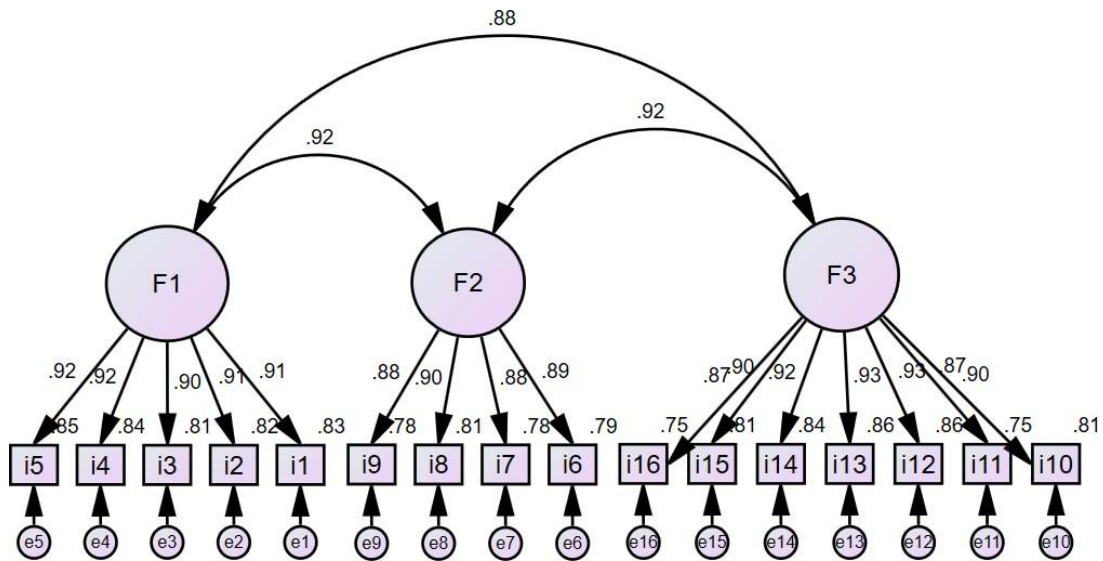 .88
.92 .92
F1 F2 F3
.92 .92 .90 .91 .91 .88 .90 .88 .89 .87 .90 .92 .93 .93 .87 .90
.85 .84 .81 .82 .83 .78 .81 .78 .79 .75 .81 .84 .86 .86 .75 .81
i5 i4 i3 i2 i1 i9 i8 i7 i6 i16 i15 i14 i13 i12 i11 i10
e5 e4 e3 e2 e1 e9 e8 e7 e6 e16 e15 e14 e13 e12 e11 e10